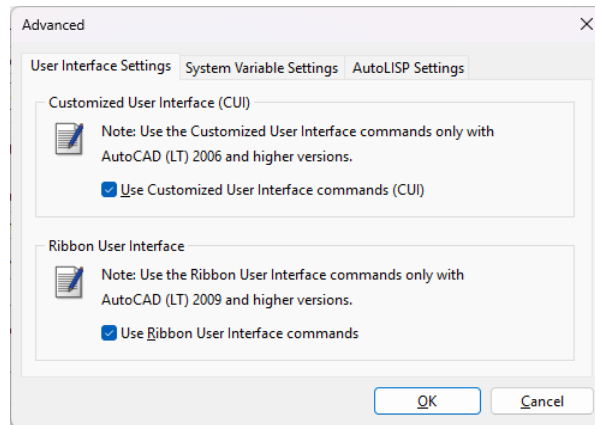 Advanced
User Interface Settings System Variable Settings AutoLISP Settings
Customized User Interface (CUI)
Note: Use the Customized User Interface commands only with
AutoCAD (LT) 2006 and higher versions.
Use Customized User Interface commands (CUI)
Ribbon User Interface
Note: Use the Ribbon User Interface commands only with
AutoCAD (LT) 2009 and higher versions.
Use Ribbon User Interface commands
OK Cancel